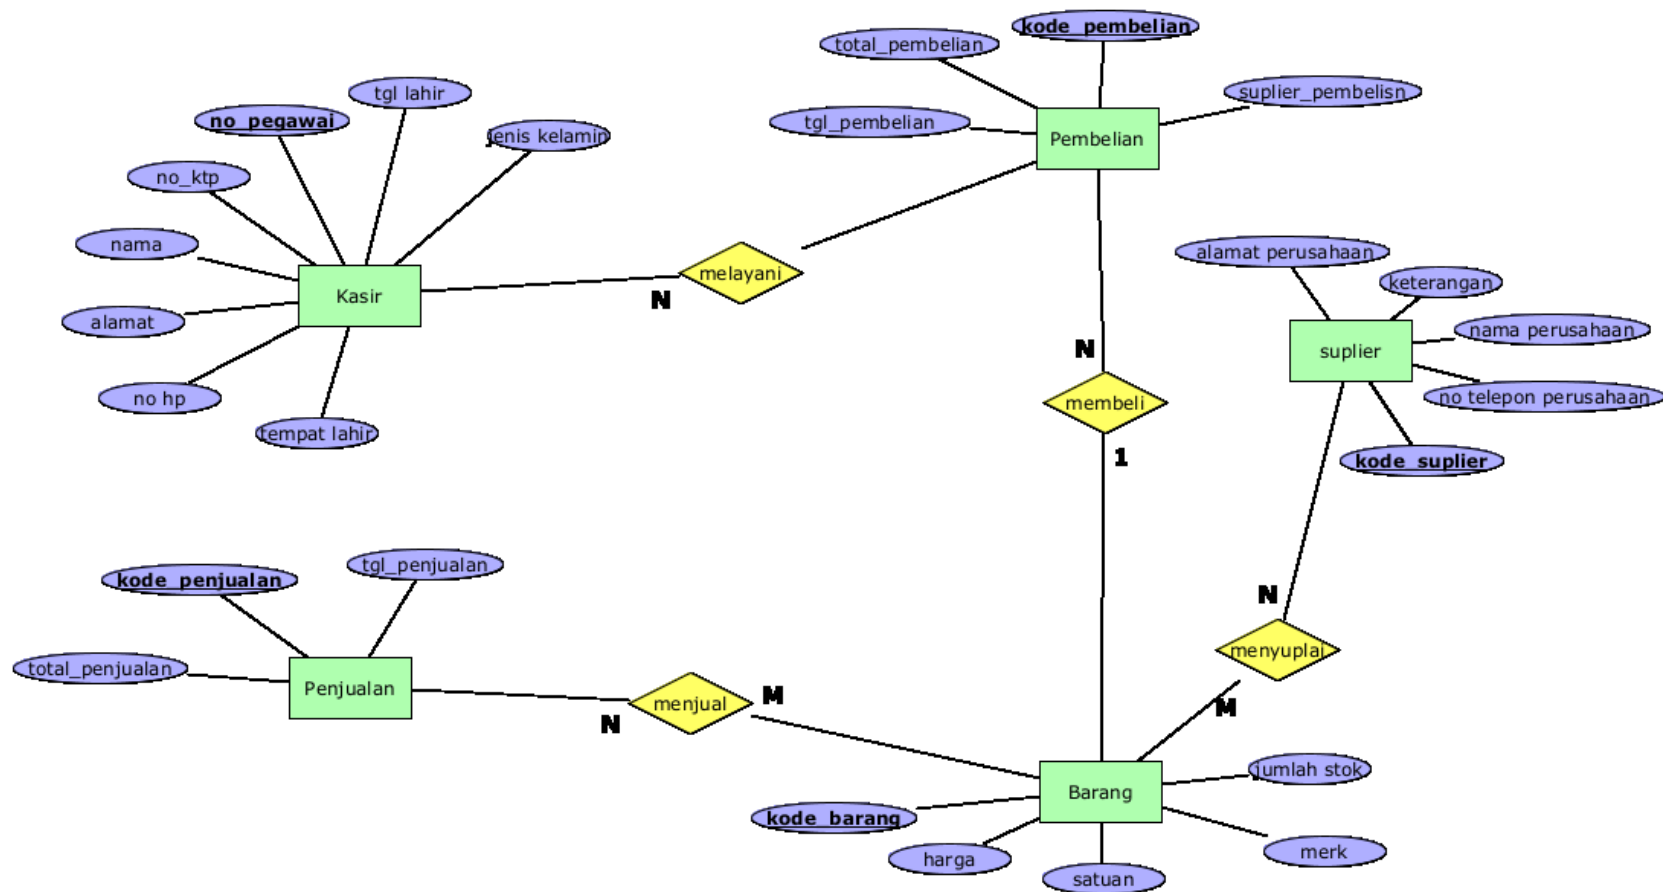 kode_pembelian
total_pembelian
suplier_pembelisn
tgl_pembelian
Pembelian
tgl lahir
no_pegawai
jenis kelamin
no_ktp
nama
Kasir
alamat
no hp
tempat lahir
melayani
N
N
membeli
1
alamat perusahaan
keterangan
nama perusahaan
suplier
no telepon perusahaan
kode_suplier
N
menyuplai
M
kode_penjualan
tgl_penjualan
total_penjualan
Penjualan
N
menjual
M
Barang
jumlah stok
kode_barang
harga
satuan
merk